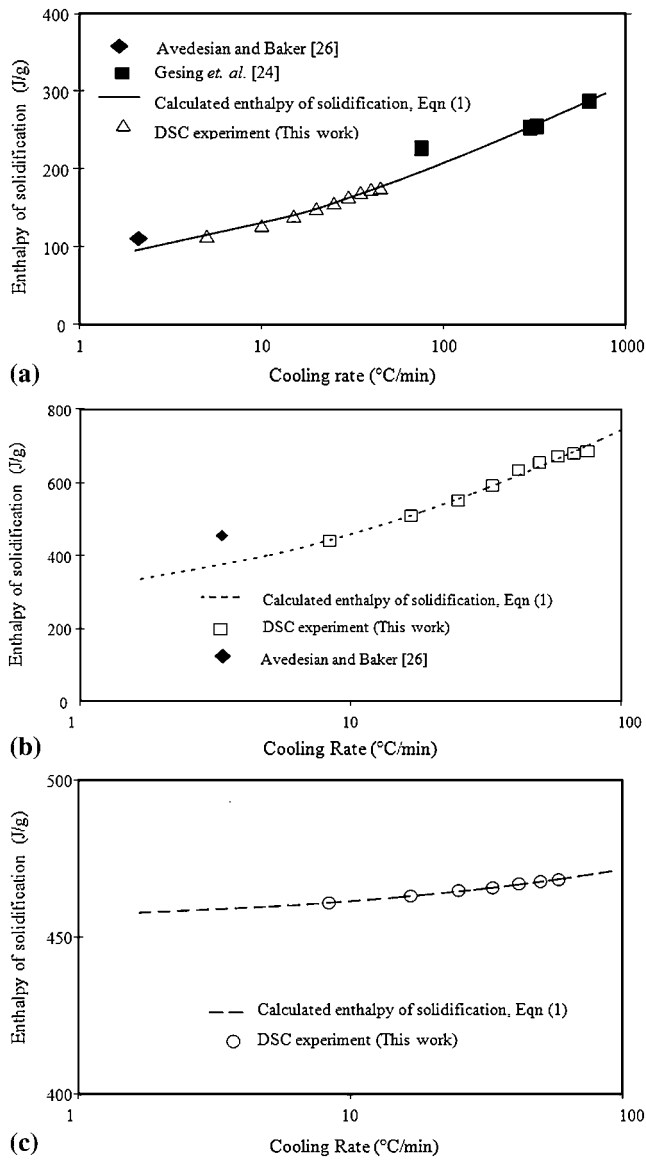 400
300
200
100
0
Enthalpy of solidification (J/g)
Avedesian and Baker [26]
Gesing et. al. [24]
Calculated enthalpy of solidification, Eqn (1)
DSC experiment (This work)
1 10 100 1000
(a) Cooling rate (°C/min)
800
600
400
200
0
Enthalpy of solidification (J/g)
Calculated enthalpy of solidification, Eqn (1)
DSC experiment (This work)
Avedesian and Baker [26]
1 10 100
(b) Cooling Rate (°C/min)
500
450
400
Enthalpy of solidification (J/g)
Calculated enthalpy of solidification, Eqn (1)
DSC experiment (This work)
1 10 100
(c) Cooling Rate (°C/min)